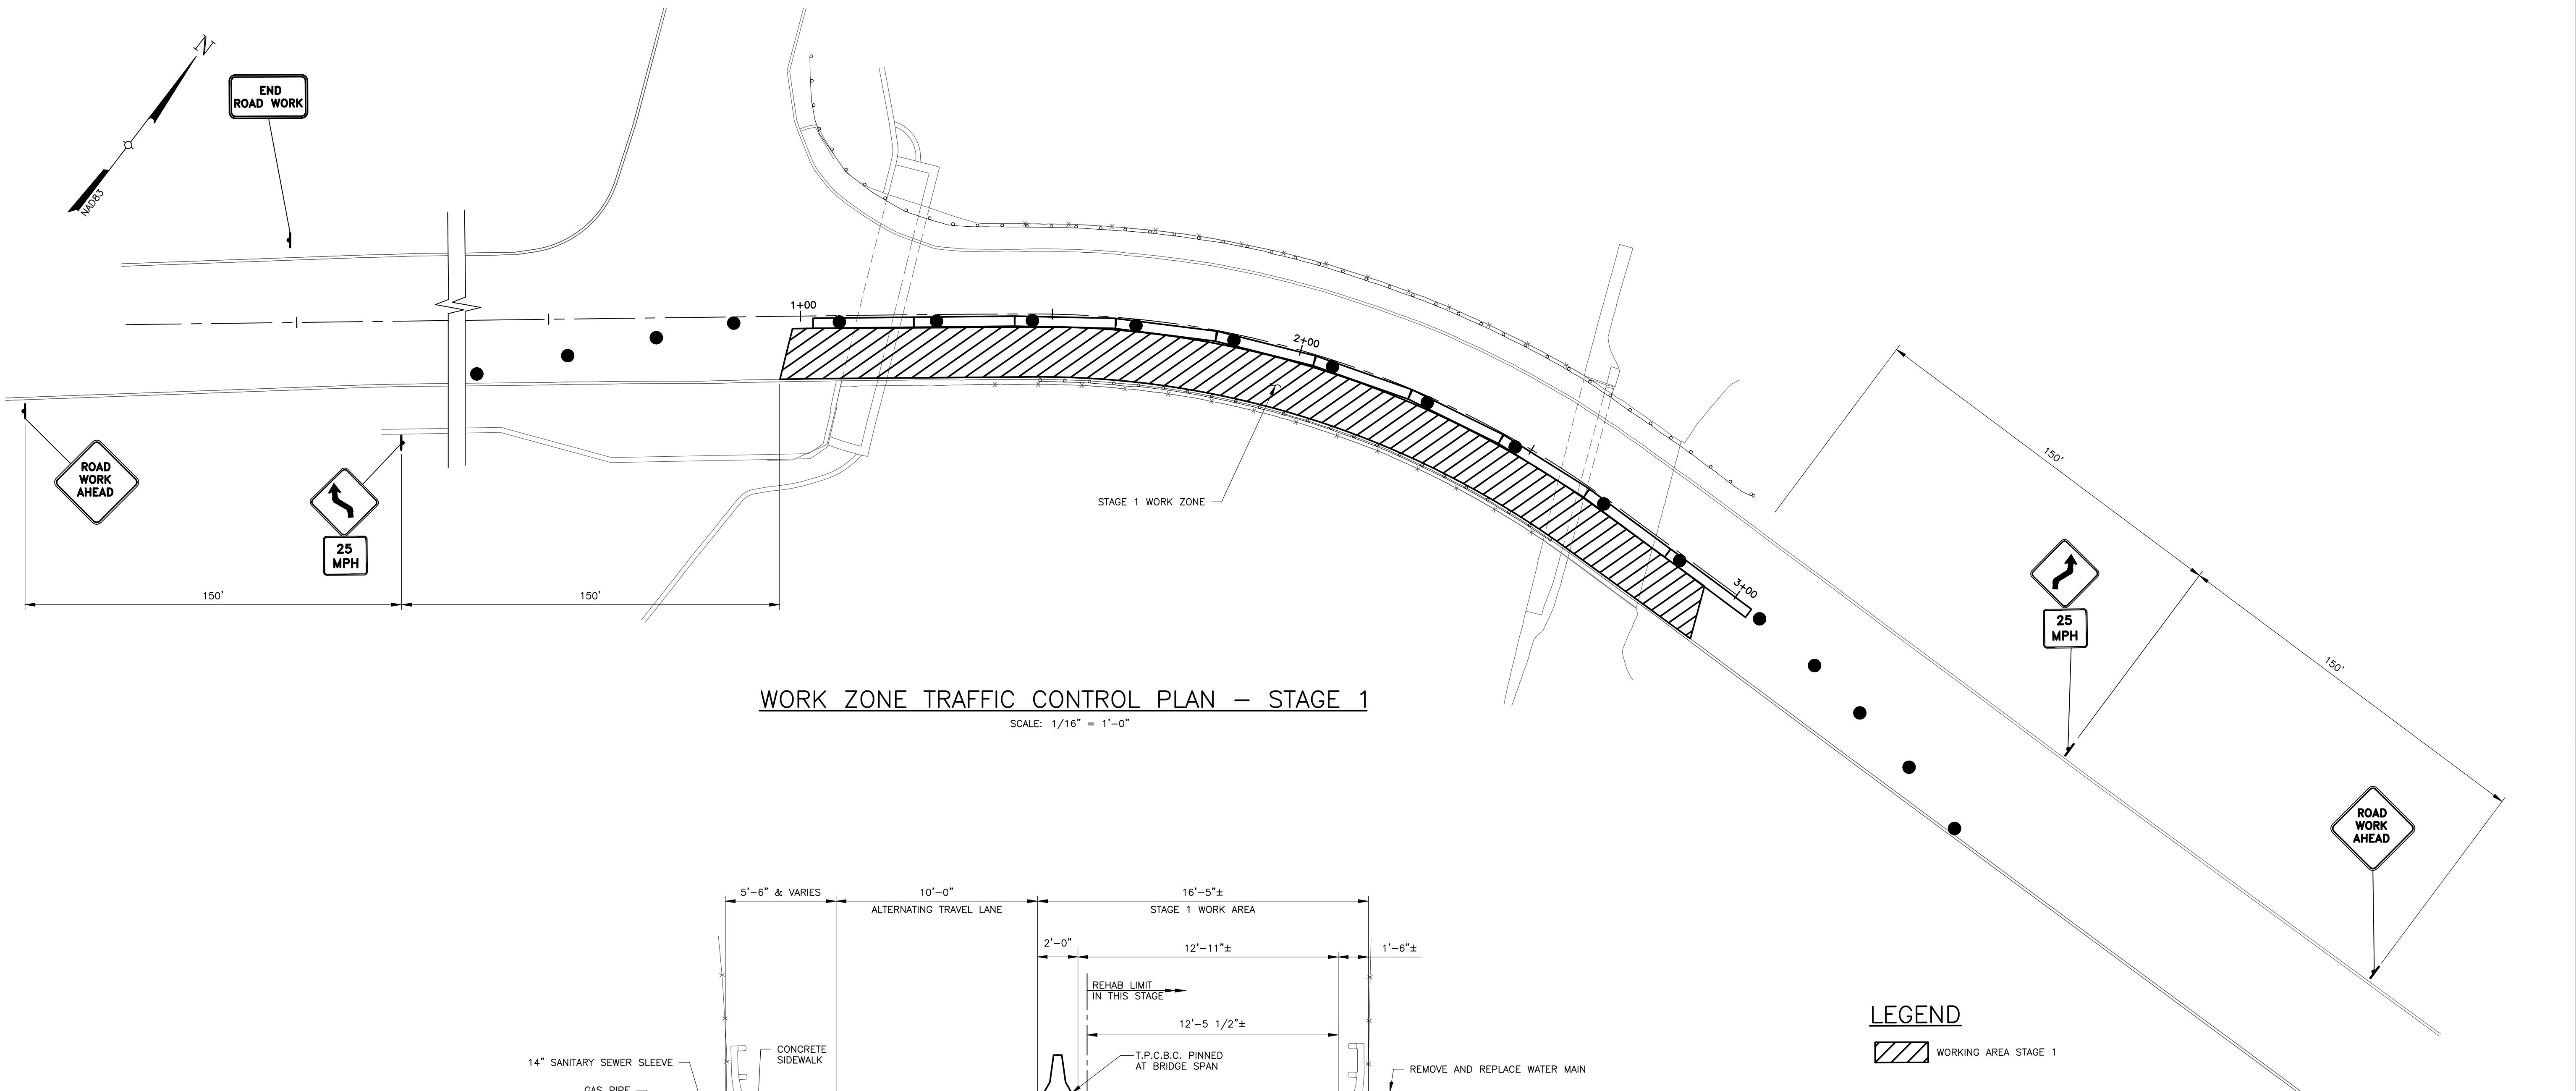 N
NAD83
END
ROAD WORK
1+00
2+00
3+00
150'
150'
ROAD
WORK
AHEAD
25
MPH
150'
150'
STAGE 1 WORK ZONE
25
MPH
ROAD
WORK
AHEAD
WORK ZONE TRAFFIC CONTROL PLAN – STAGE 1
SCALE: 1/16" = 1'-0"
5'-6" & VARIES
10'-0"
16'-5"±
ALTERNATING TRAVEL LANE
STAGE 1 WORK AREA
2'-0"
12'-11"±
1'-6"±
REHAB LIMIT
IN THIS STAGE
12'-5 1/2"±
14" SANITARY SEWER SLEEVE
CONCRETE
SIDEWALK
T.P.C.B.C. PINNED
AT BRIDGE SPAN
REMOVE AND REPLACE WATER MAIN
GAS PIPE
LEGEND
WORKING AREA STAGE 1